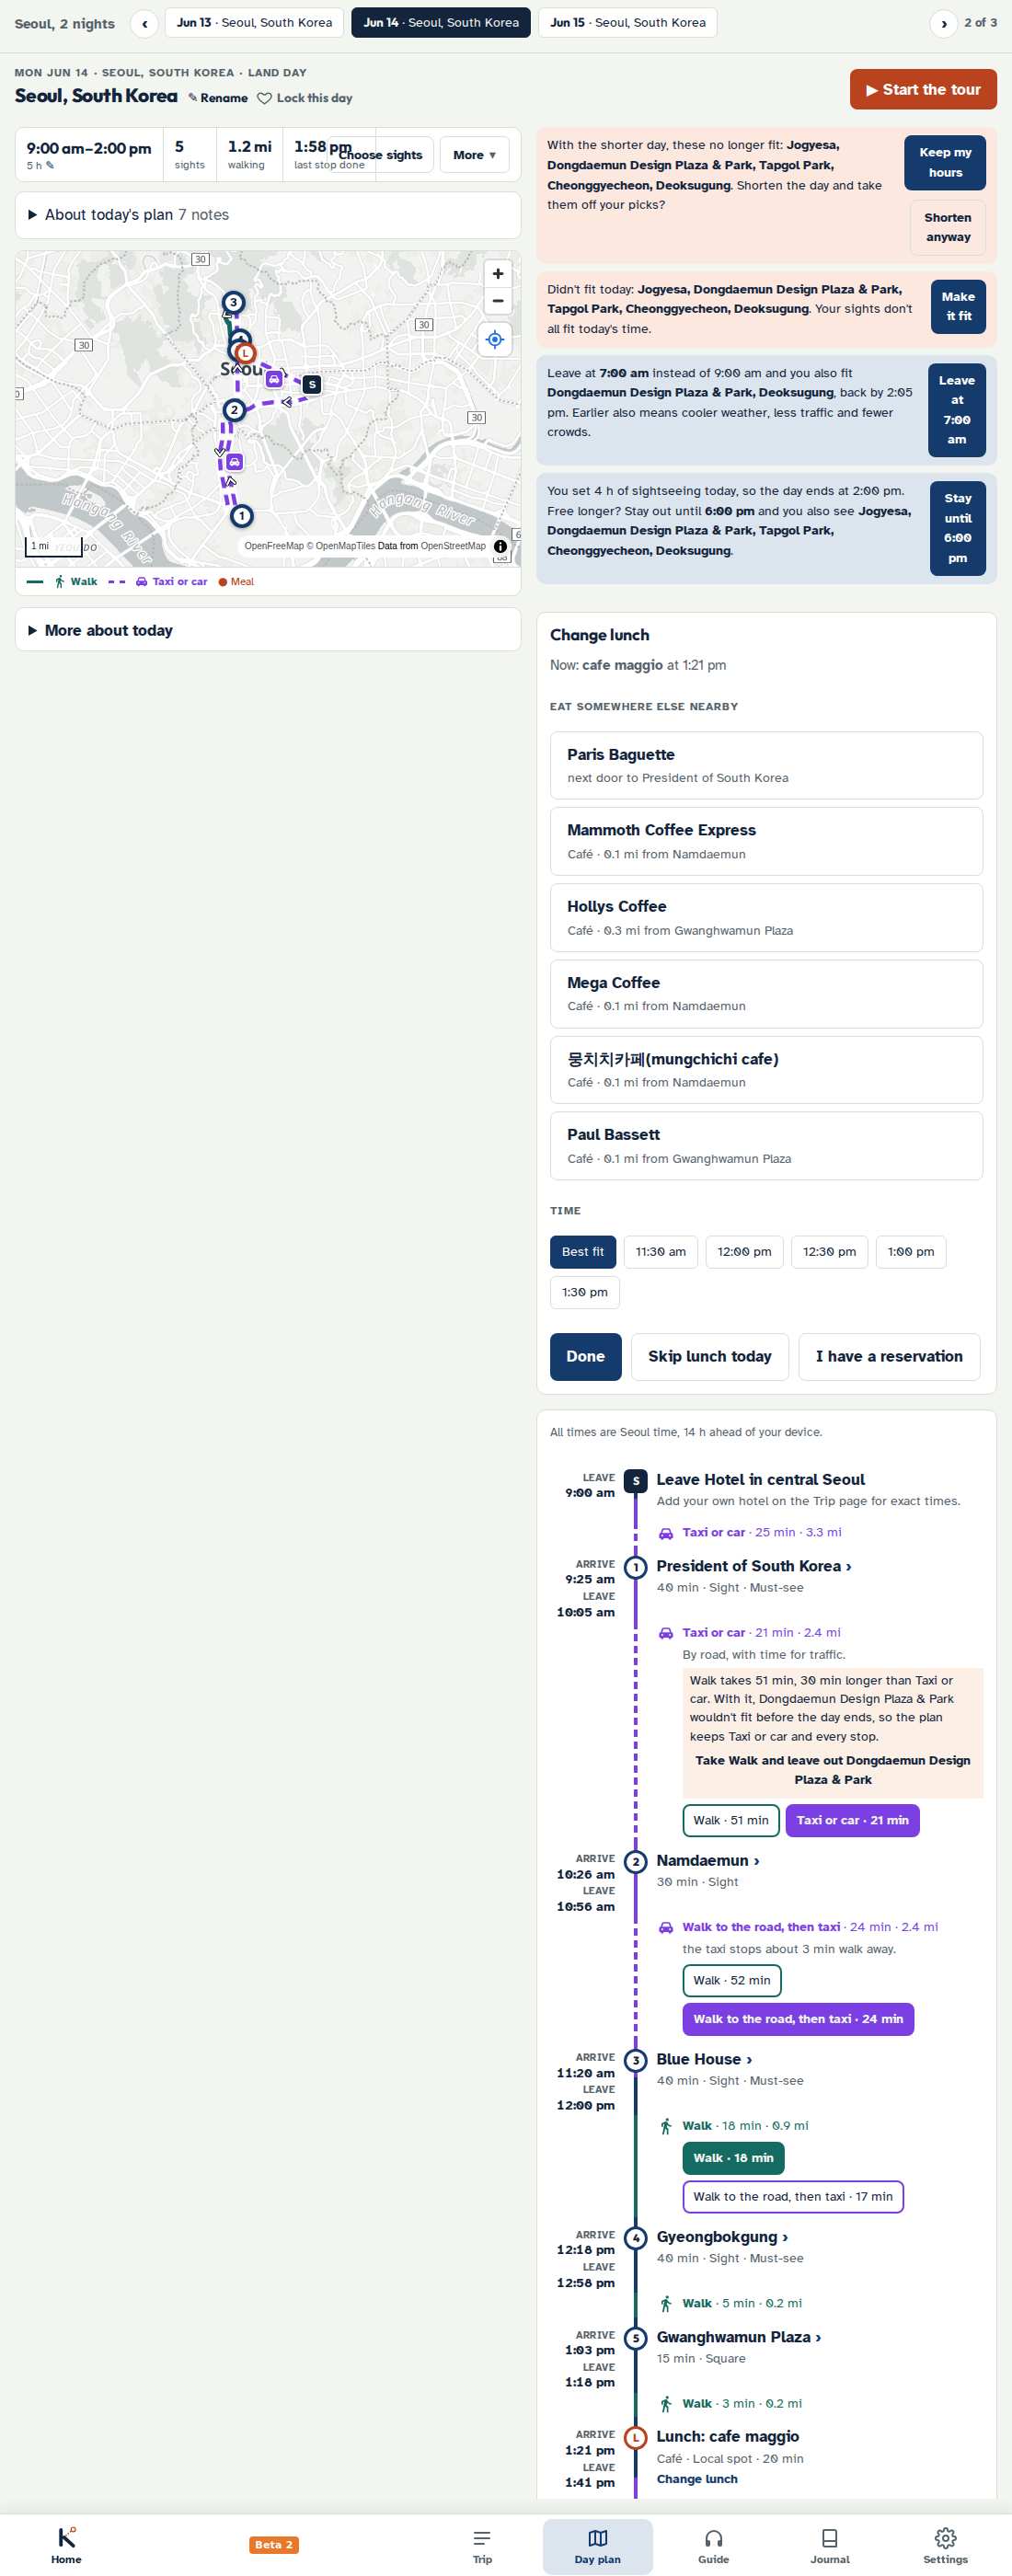 Seoul, 2 nights
‹
Jun 13 · Seoul, South Korea
Jun 14 · Seoul, South Korea
Jun 15 · Seoul, South Korea
›
2 of 3
MON JUN 14 · SEOUL, SOUTH KOREA · LAND DAY
Seoul, South Korea
✎ Rename
Lock this day
▶ Start the tour
9:00 am–2:00 pm
5 h ✎
5
sights
1.2 mi
walking
1:58 pm
last stop done
Choose sights
More ▼
▶ About today's plan 7 notes
30
30
30
30
3
L
Seoul
S
2
1
Hangang River
Hangang River
1 mi
OpenFreeMap © OpenMapTiles Data from OpenStreetMap
Walk
Taxi or car
Meal
▶ More about today
With the shorter day, these no longer fit: Jogyesa,
Dongdaemun Design Plaza & Park, Tapgol Park,
Cheonggyecheon, Deoksugung. Shorten the day and take
them off your picks?
Keep my
hours
Shorten
anyway
Didn't fit today: Jogyesa, Dongdaemun Design Plaza & Park,
Tapgol Park, Cheonggyecheon, Deoksugung. Your sights don't
all fit today's time.
Make
it fit
Leave at 7:00 am instead of 9:00 am and you also fit
Dongdaemun Design Plaza & Park, Deoksugung, back by 2:05
pm. Earlier also means cooler weather, less traffic and fewer
crowds.
Leave
at
7:00
am
You set 4 h of sightseeing today, so the day ends at 2:00 pm.
Free longer? Stay out until 6:00 pm and you also see Jogyesa,
Dongdaemun Design Plaza & Park, Tapgol Park,
Cheonggyecheon, Deoksugung.
Stay
until
6:00
pm
Change lunch
Now: cafe maggio at 1:21 pm
EAT SOMEWHERE ELSE NEARBY
Paris Baguette
next door to President of South Korea
Mammoth Coffee Express
Café · 0.1 mi from Namdaemun
Hollys Coffee
Café · 0.3 mi from Gwanghwamun Plaza
Mega Coffee
Café · 0.1 mi from Namdaemun
뭉치치카페(mungchichi cafe)
Café · 0.1 mi from Namdaemun
Paul Bassett
Café · 0.1 mi from Gwanghwamun Plaza
TIME
Best fit
11:30 am
12:00 pm
12:30 pm
1:00 pm
1:30 pm
Done
Skip lunch today
I have a reservation
All times are Seoul time, 14 h ahead of your device.
LEAVE
9:00 am
S
Leave Hotel in central Seoul
Add your own hotel on the Trip page for exact times.
Taxi or car · 25 min · 3.3 mi
ARRIVE
9:25 am
LEAVE
10:05 am
1
President of South Korea ›
40 min · Sight · Must-see
Taxi or car · 21 min · 2.4 mi
By road, with time for traffic.
Walk takes 51 min, 30 min longer than Taxi or
car. With it, Dongdaemun Design Plaza & Park
wouldn't fit before the day ends, so the plan
keeps Taxi or car and every stop.
Take Walk and leave out Dongdaemun Design
Plaza & Park
Walk · 51 min
Taxi or car · 21 min
ARRIVE
10:26 am
LEAVE
10:56 am
2
Namdaemun ›
30 min · Sight
Walk to the road, then taxi · 24 min · 2.4 mi
the taxi stops about 3 min walk away.
Walk · 52 min
Walk to the road, then taxi · 24 min
ARRIVE
11:20 am
LEAVE
12:00 pm
3
Blue House ›
40 min · Sight · Must-see
Walk · 18 min · 0.9 mi
Walk · 18 min
Walk to the road, then taxi · 17 min
ARRIVE
12:18 pm
LEAVE
12:58 pm
4
Gyeongbokgung ›
40 min · Sight · Must-see
Walk · 5 min · 0.2 mi
ARRIVE
1:03 pm
LEAVE
1:18 pm
5
Gwanghwamun Plaza ›
15 min · Square
Walk · 3 min · 0.2 mi
ARRIVE
1:21 pm
LEAVE
1:41 pm
L
Lunch: cafe maggio
Café · Local spot · 20 min
Change lunch
Home
Beta 2
Trip
Day plan
Guide
Journal
Settings